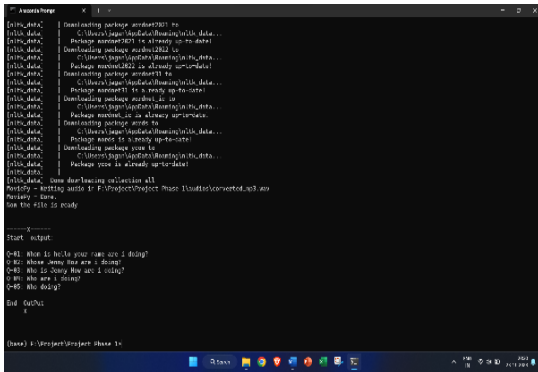 Anaconda Prompt
[nltk_data] | Downloading package wordnet2021 to
[nltk_data] | C:\Users\jagan\AppData\Roaming\nltk_data...
[nltk_data] | Package wordnet2021 is already up-to-date!
[nltk_data] | Downloading package wordnet2022 to
[nltk_data] | C:\Users\jagan\AppData\Roaming\nltk_data...
[nltk_data] | Package wordnet2022 is already up-to-date!
[nltk_data] | Downloading package wordnet31 to
[nltk_data] | C:\Users\jagan\AppData\Roaming\nltk_data...
[nltk_data] | Package wordnet31 is already up-to-date!
[nltk_data] | Downloading package wordnet_ic to
[nltk_data] | C:\Users\jagan\AppData\Roaming\nltk_data...
[nltk_data] | Package wordnet_ic is already up-to-date!
[nltk_data] | Downloading package words to
[nltk_data] | C:\Users\jagan\AppData\Roaming\nltk_data...
[nltk_data] | Package words is already up-to-date!
[nltk_data] | Downloading package ycoe to
[nltk_data] | C:\Users\jagan\AppData\Roaming\nltk_data...
[nltk_data] | Package ycoe is already up-to-date!
[nltk_data] |
[nltk_data] Done downloading collection all
MoviePy - Writing audio in F:\Project\Project Phase 1\audios\converted_mp3.wav
MoviePy - Done.
Now the file is ready
------x------
Start output:
Q-01: Whom is hello your name are i doing?
Q-02: Whose Jenny How are i doing?
Q-03: Who is Jenny How are i doing?
Q-04: Who are i doing?
Q-05: Who doing?
End OutPut
x
(base) F:\Project\Project Phase 1>
Search
ENG
IN